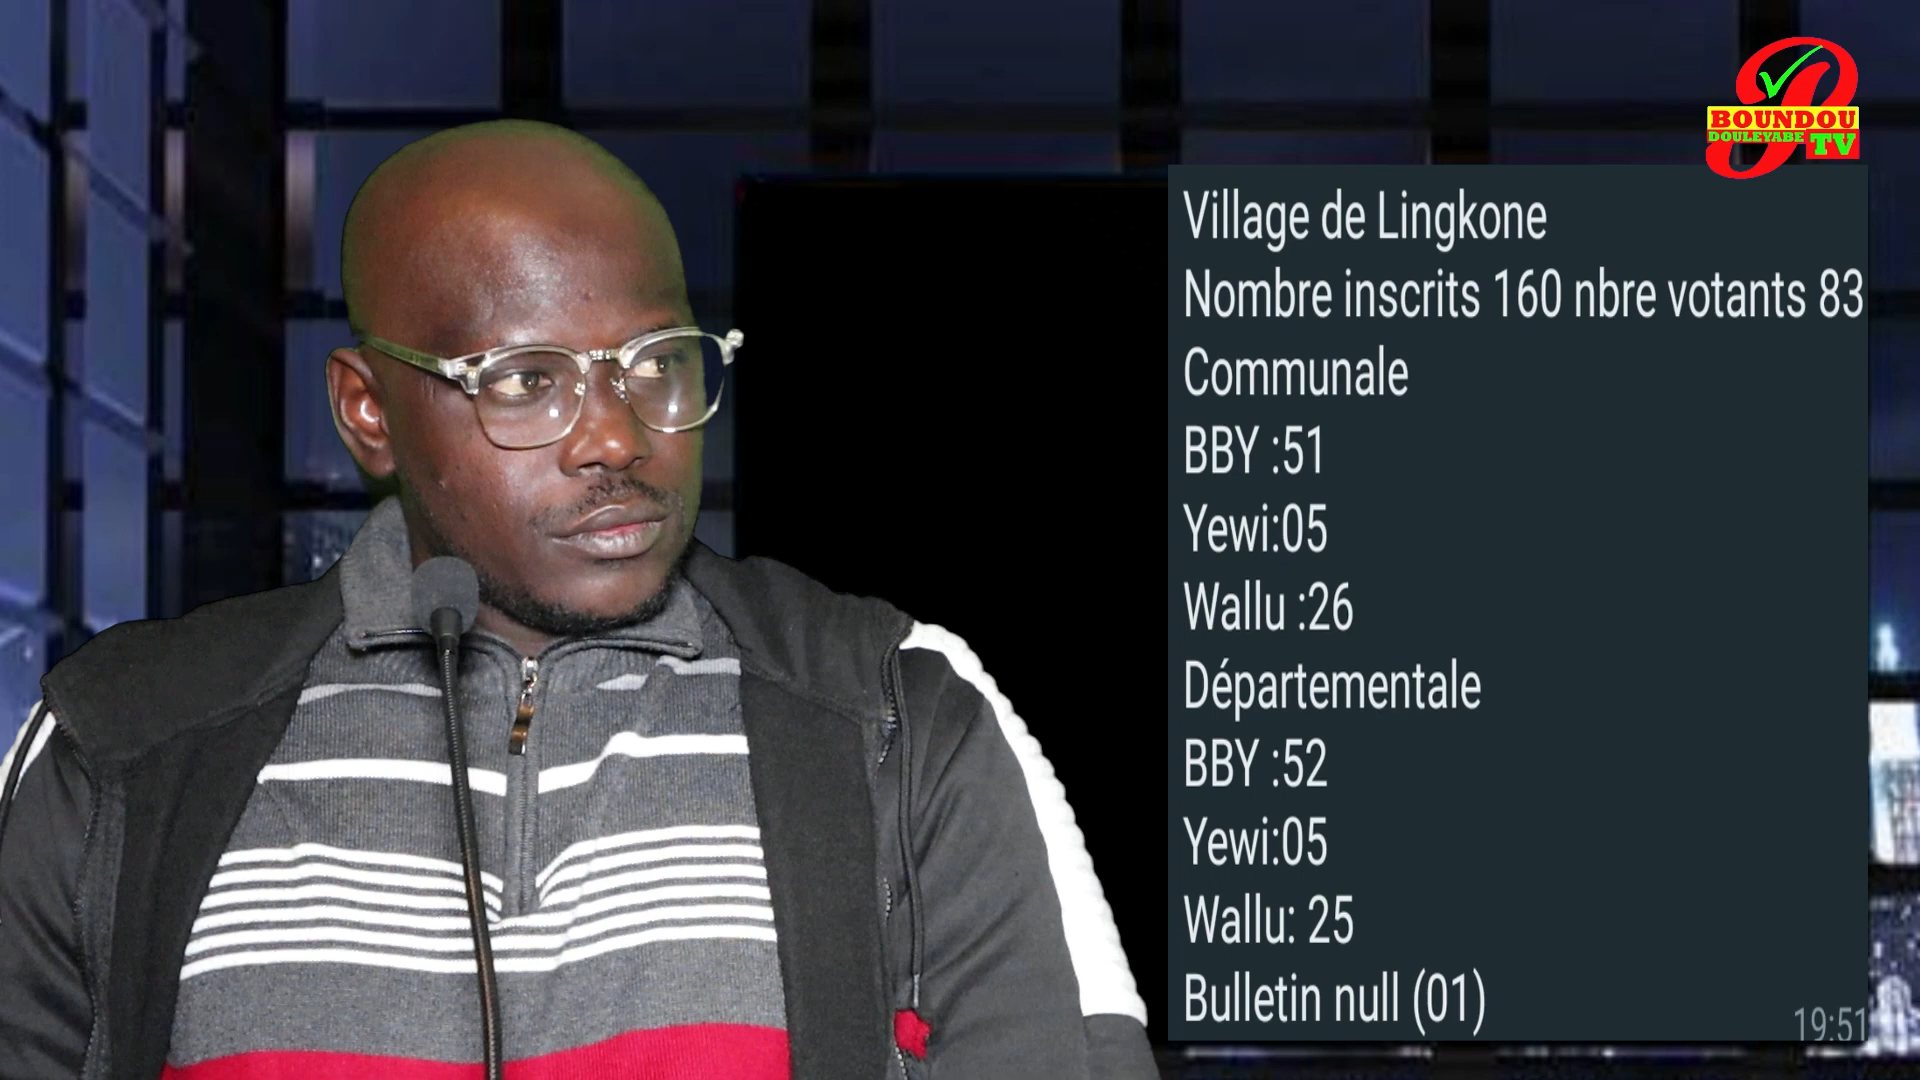 BOUNDOU
DOULEYABE TV
Village de Lingkone
Nombre inscrits 160 nbre votants 83
Communale
BBY :51
Yewi:05
Wallu :26
Départementale
BBY :52
Yewi:05
Wallu: 25
Bulletin null (01)
19:51